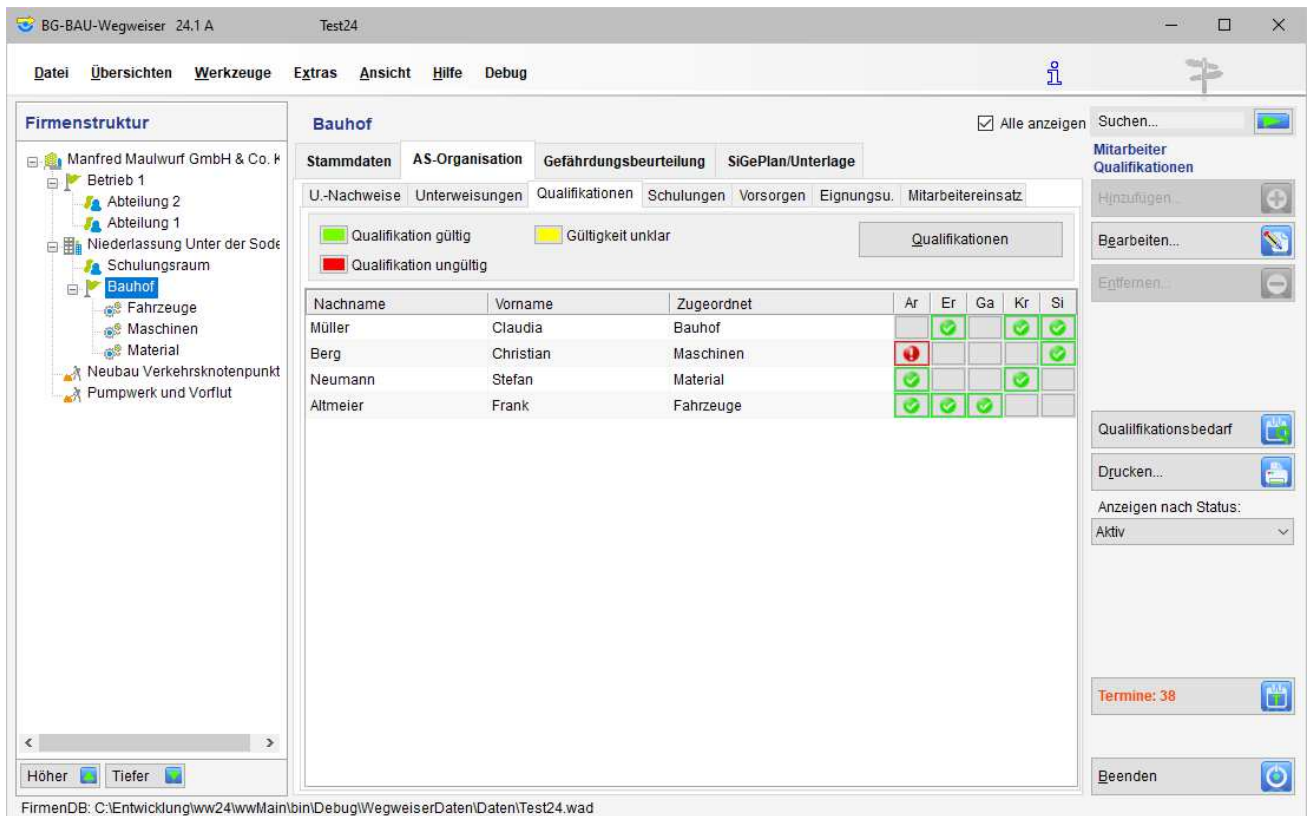 BG-BAU-Wegweiser 24.1 A Test24
Datei Übersichten Werkzeuge Extras Ansicht Hilfe Debug
Firmenstruktur
Manfred Maulwurf GmbH & Co. K
Betrieb 1
Abteilung 2
Abteilung 1
Niederlassung Unter der Sode
Schulungsraum
Bauhof
Fahrzeuge
Maschinen
Material
Neubau Verkehrsknotenpunkt
Pumpwerk und Vorflut
Höher Tiefer
Bauhof Alle anzeigen
Stammdaten AS-Organisation Gefährdungsbeurteilung SiGePlan/Unterlage
U.-Nachweise Unterweisungen Qualifikationen Schulungen Vorsorgen Eignungsu. Mitarbeitereinsatz
Qualifikation gültig Gültigkeit unklar Qualifikationen
Qualifikation ungültig
Nachname Vorname Zugeordnet Ar Er Ga Kr Si
Müller Claudia Bauhof
Berg Christian Maschinen
Neumann Stefan Material
Altmeier Frank Fahrzeuge
Suchen...
Mitarbeiter
Qualifikationen
Hinzufügen...
Bearbeiten...
Entfernen...
Qualilfikationsbedarf
Drucken...
Anzeigen nach Status:
Aktiv
Termine: 38
Beenden
FirmenDB: C:\Entwicklung\ww24\wwMain\bin\Debug\WegweiserDaten\Daten\Test24.wad